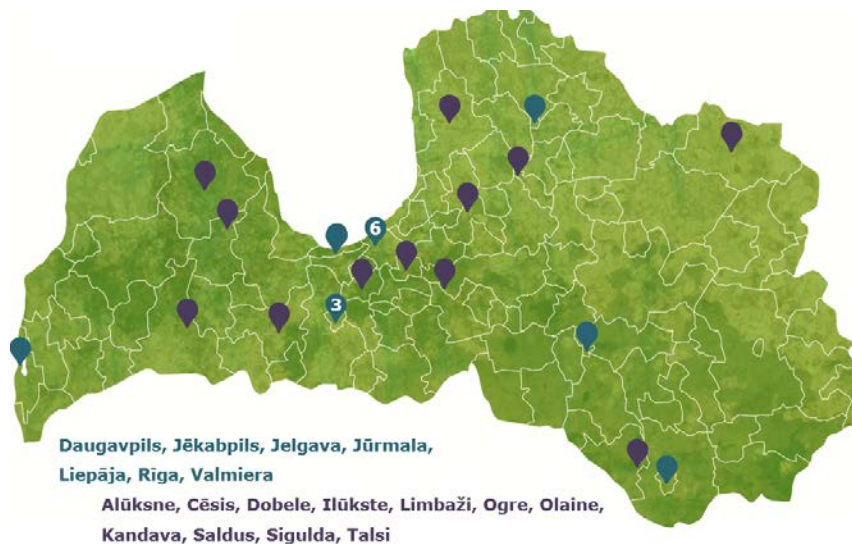 6
3
Daugavpils, Jēkabpils, Jelgava, Jūrmala,
Liepāja, Rīga, Valmiera
Alūksne, Cēsis, Dobele, Ilūkste, Limbaži, Ogre, Olaine,
Kandava, Saldus, Sigulda, Talsi